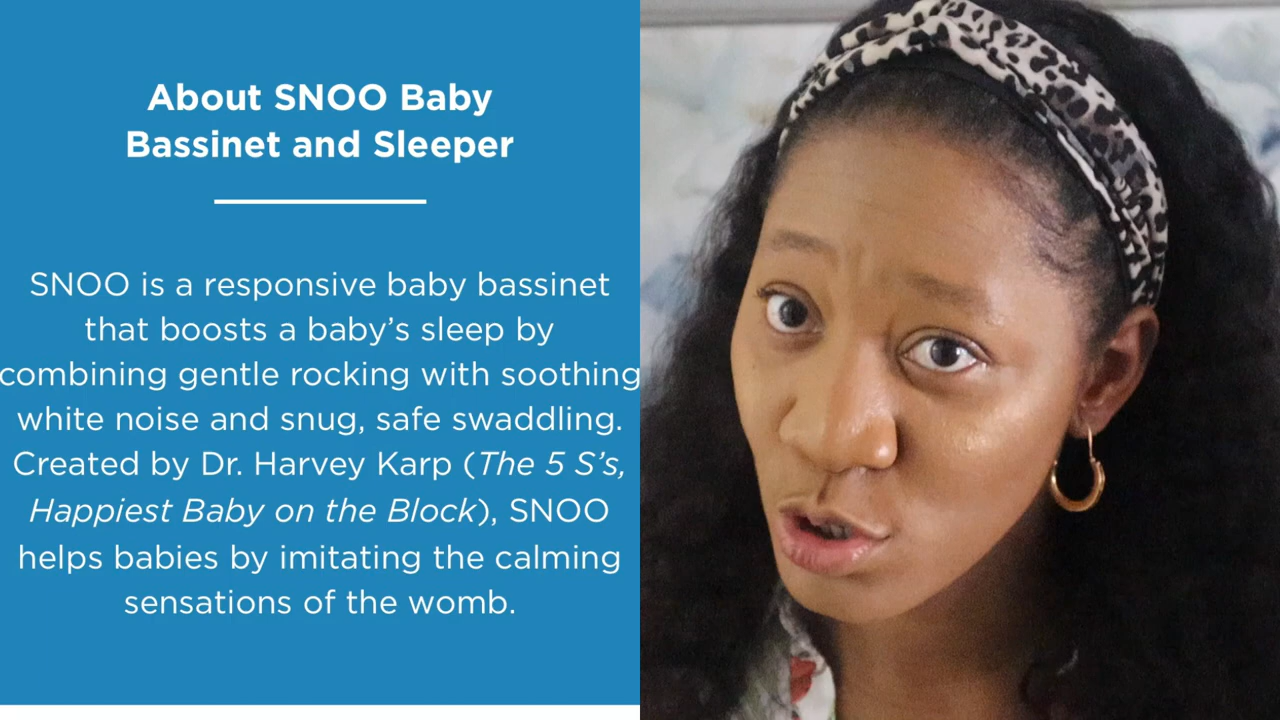 About SNOO Baby
Bassinet and Sleeper
SNOO is a responsive baby bassinet
that boosts a baby’s sleep by
combining gentle rocking with soothing
white noise and snug, safe swaddling.
Created by Dr. Harvey Karp (The 5 S’s,
Happiest Baby on the Block), SNOO
helps babies by imitating the calming
sensations of the womb.